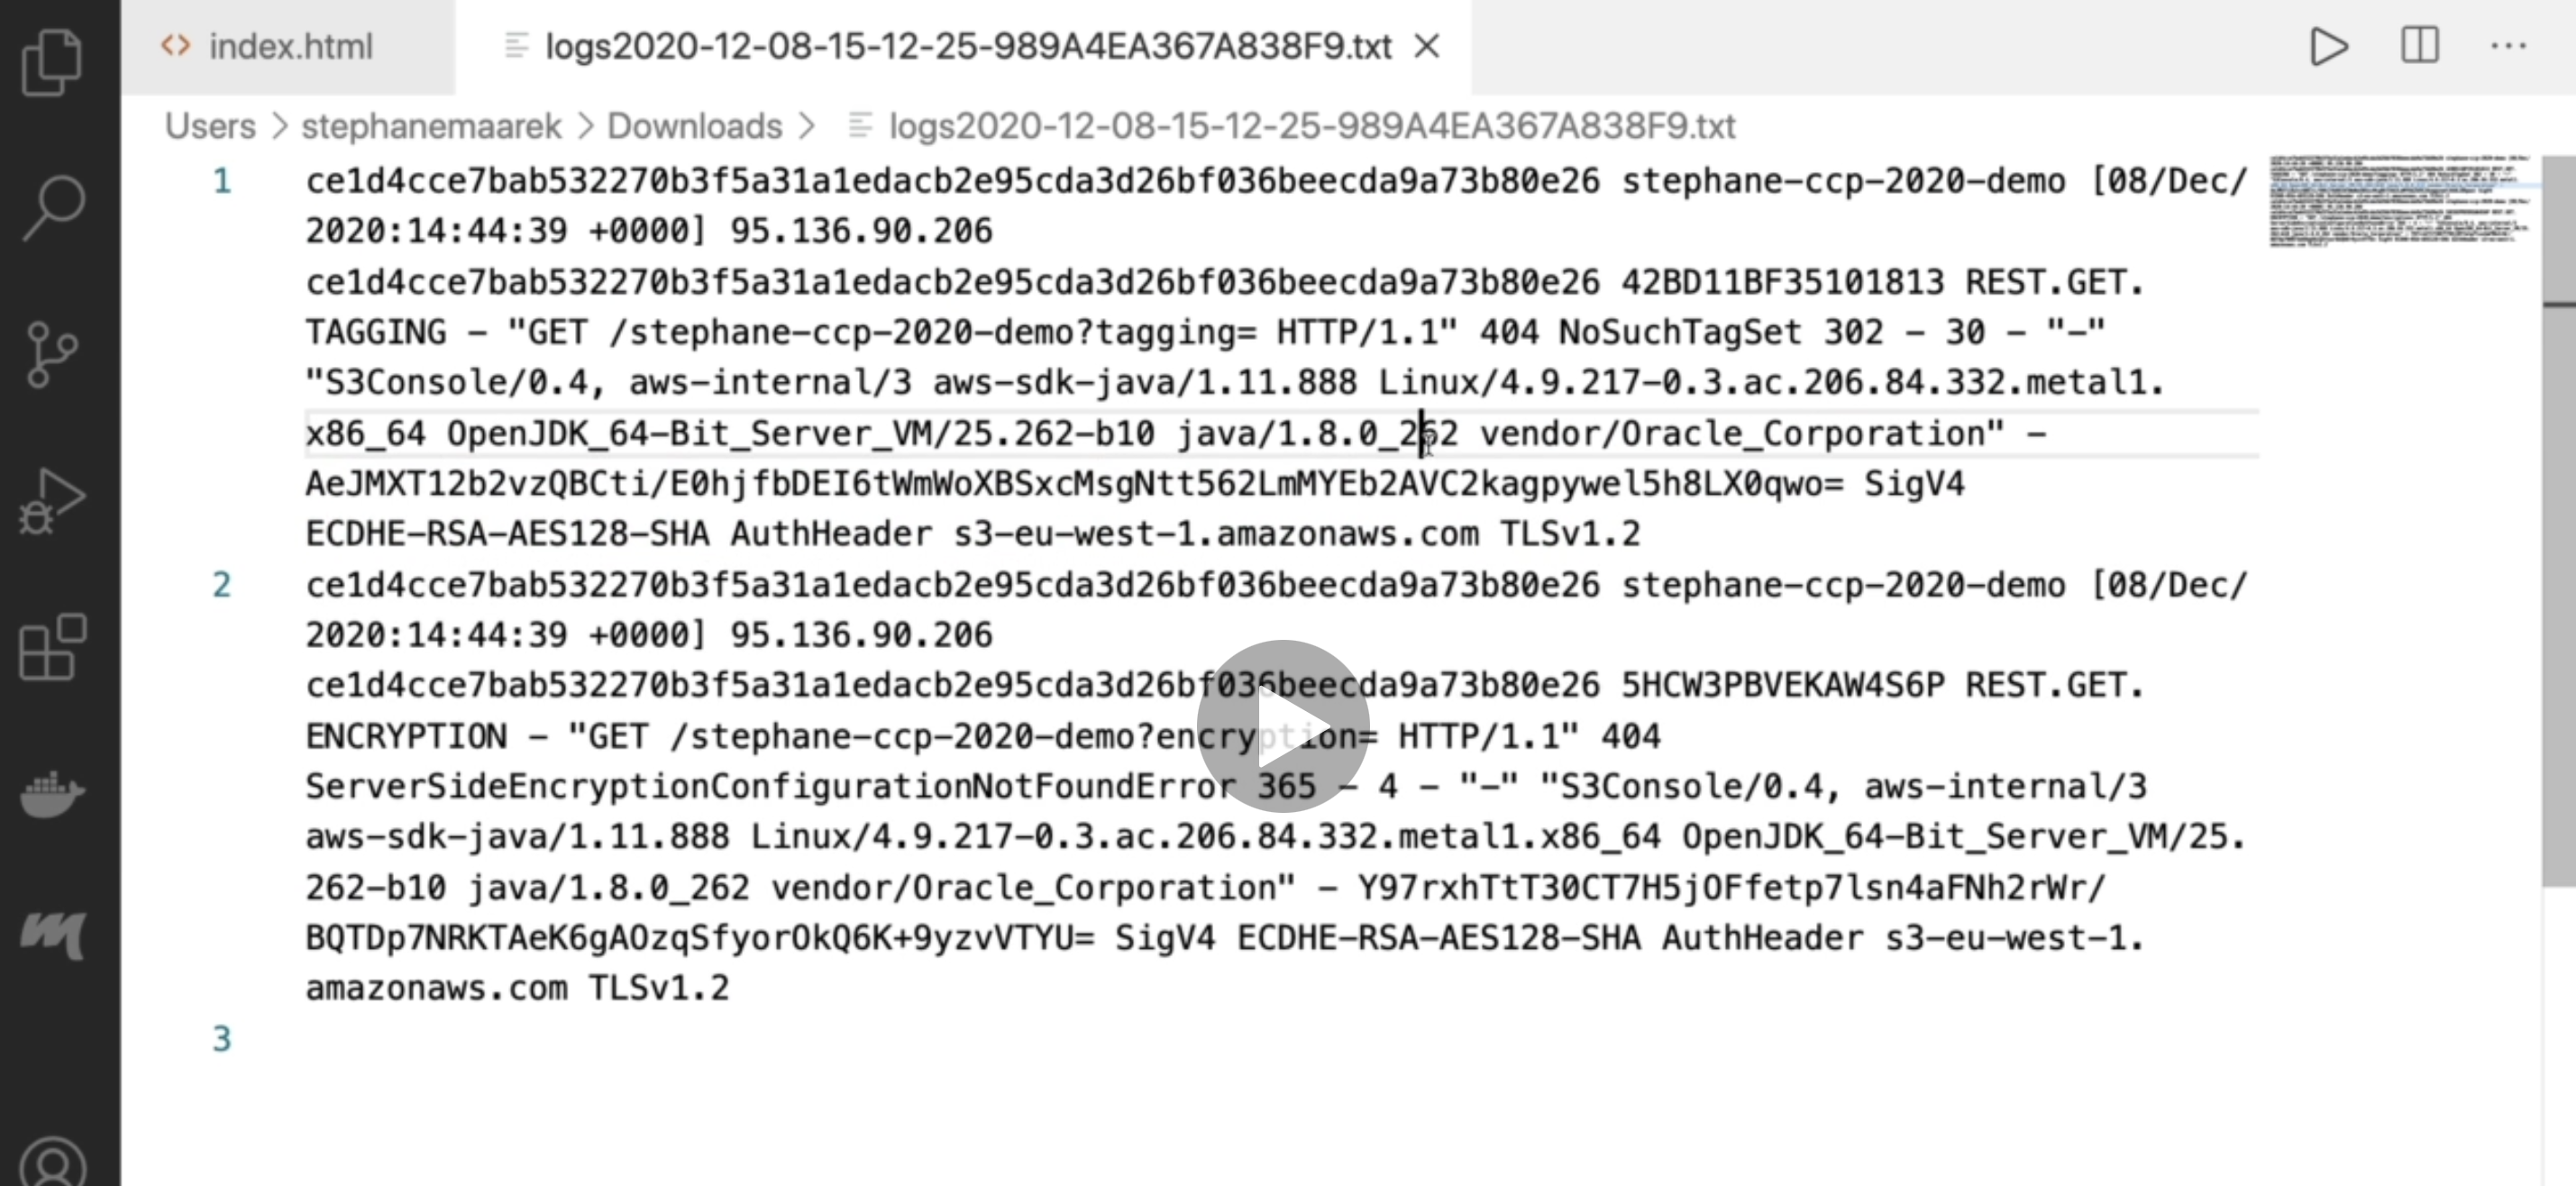 index.html
logs2020-12-08-15-12-25-989A4EA367A838F9.txt
Users > stephanemaarek > Downloads > logs2020-12-08-15-12-25-989A4EA367A838F9.txt
1 ce1d4cce7bab532270b3f5a31a1edacb2e95cda3d26bf036beecda9a73b80e26 stephane-ccp-2020-demo [08/Dec/
2020:14:44:39 +0000] 95.136.90.206
ce1d4cce7bab532270b3f5a31a1edacb2e95cda3d26bf036beecda9a73b80e26 42BD11BF35101813 REST.GET.
TAGGING - "GET /stephane-ccp-2020-demo?tagging= HTTP/1.1" 404 NoSuchTagSet 302 - 30 - "-"
"S3Console/0.4, aws-internal/3 aws-sdk-java/1.11.888 Linux/4.9.217-0.3.ac.206.84.332.metal1.
x86_64 OpenJDK_64-Bit_Server_VM/25.262-b10 java/1.8.0_262 vendor/Oracle_Corporation" -
AeJMXT12b2vzQBCti/E0hjfbDEI6tWmWoXBSxcMsgNtt562LmMYEb2AVC2kagpywel5h8LX0qwo= SigV4
ECDHE-RSA-AES128-SHA AuthHeader s3-eu-west-1.amazonaws.com TLSv1.2
2 ce1d4cce7bab532270b3f5a31a1edacb2e95cda3d26bf036beecda9a73b80e26 stephane-ccp-2020-demo [08/Dec/
2020:14:44:39 +0000] 95.136.90.206
ce1d4cce7bab532270b3f5a31a1edacb2e95cda3d26bf036beecda9a73b80e26 5HCW3PBVEKAW4S6P REST.GET.
ENCRYPTION - "GET /stephane-ccp-2020-demo?encryption= HTTP/1.1" 404
ServerSideEncryptionConfigurationNotFoundError 365 - 4 - "-" "S3Console/0.4, aws-internal/3
aws-sdk-java/1.11.888 Linux/4.9.217-0.3.ac.206.84.332.metal1.x86_64 OpenJDK_64-Bit_Server_VM/25.
262-b10 java/1.8.0_262 vendor/Oracle_Corporation" - Y97rxhTtT30CT7H5jOFfetp7lsn4aFNh2rWr/
BQTDp7NRKTAeK6gAOzqSfyorOkQ6K+9yzvVTYU= SigV4 ECDHE-RSA-AES128-SHA AuthHeader s3-eu-west-1.
amazonaws.com TLSv1.2
3